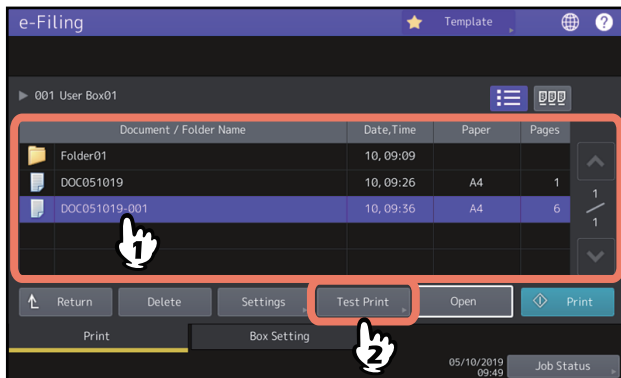 e-Filing
Template
?
001 User Box01
Document / Folder Name Date,Time Paper Pages
Folder01 10, 09:09
DOC051019 10, 09:26 A4 1
DOC051019-001 10, 09:36 A4 6
1
1
1
Return Delete Settings Test Print Open Print
Print Box Setting
2
05/10/2019
09:49
Job Status